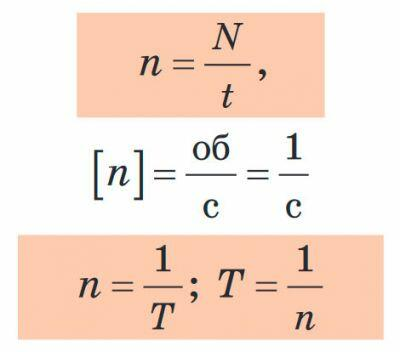 n = N/t,
[n] = об/с = 1/с
n = 1/T; T = 1/n